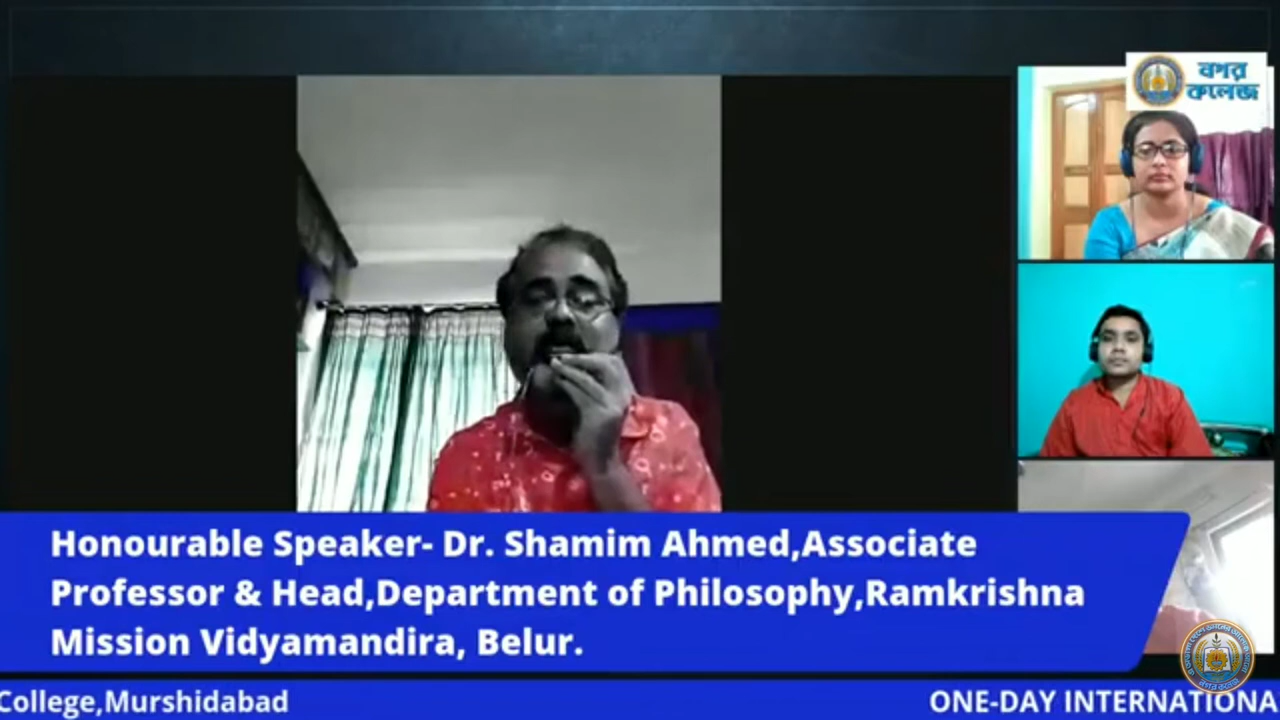 নগর
কলেজ
Honourable Speaker- Dr. Shamim Ahmed,Associate
Professor & Head,Department of Philosophy,Ramkrishna
Mission Vidyamandira, Belur.
College,Murshidabad
ONE-DAY INTERNATIONA